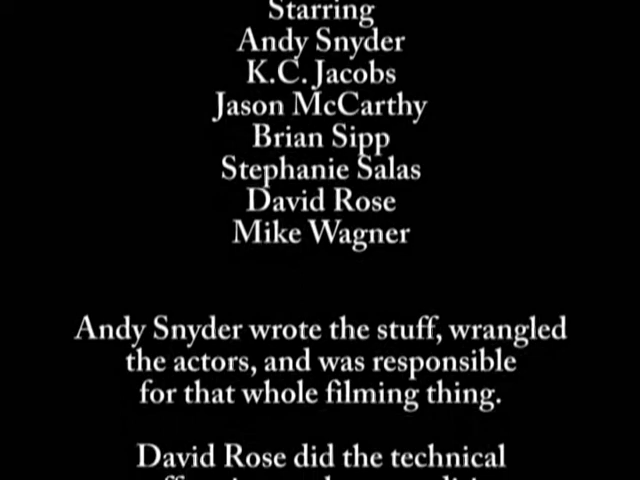 Starring
Andy Snyder
K.C. Jacobs
Jason McCarthy
Brian Sipp
Stephanie Salas
David Rose
Mike Wagner
Andy Snyder wrote the stuff, wrangled
the actors, and was responsible
for that whole filming thing.
David Rose did the technical